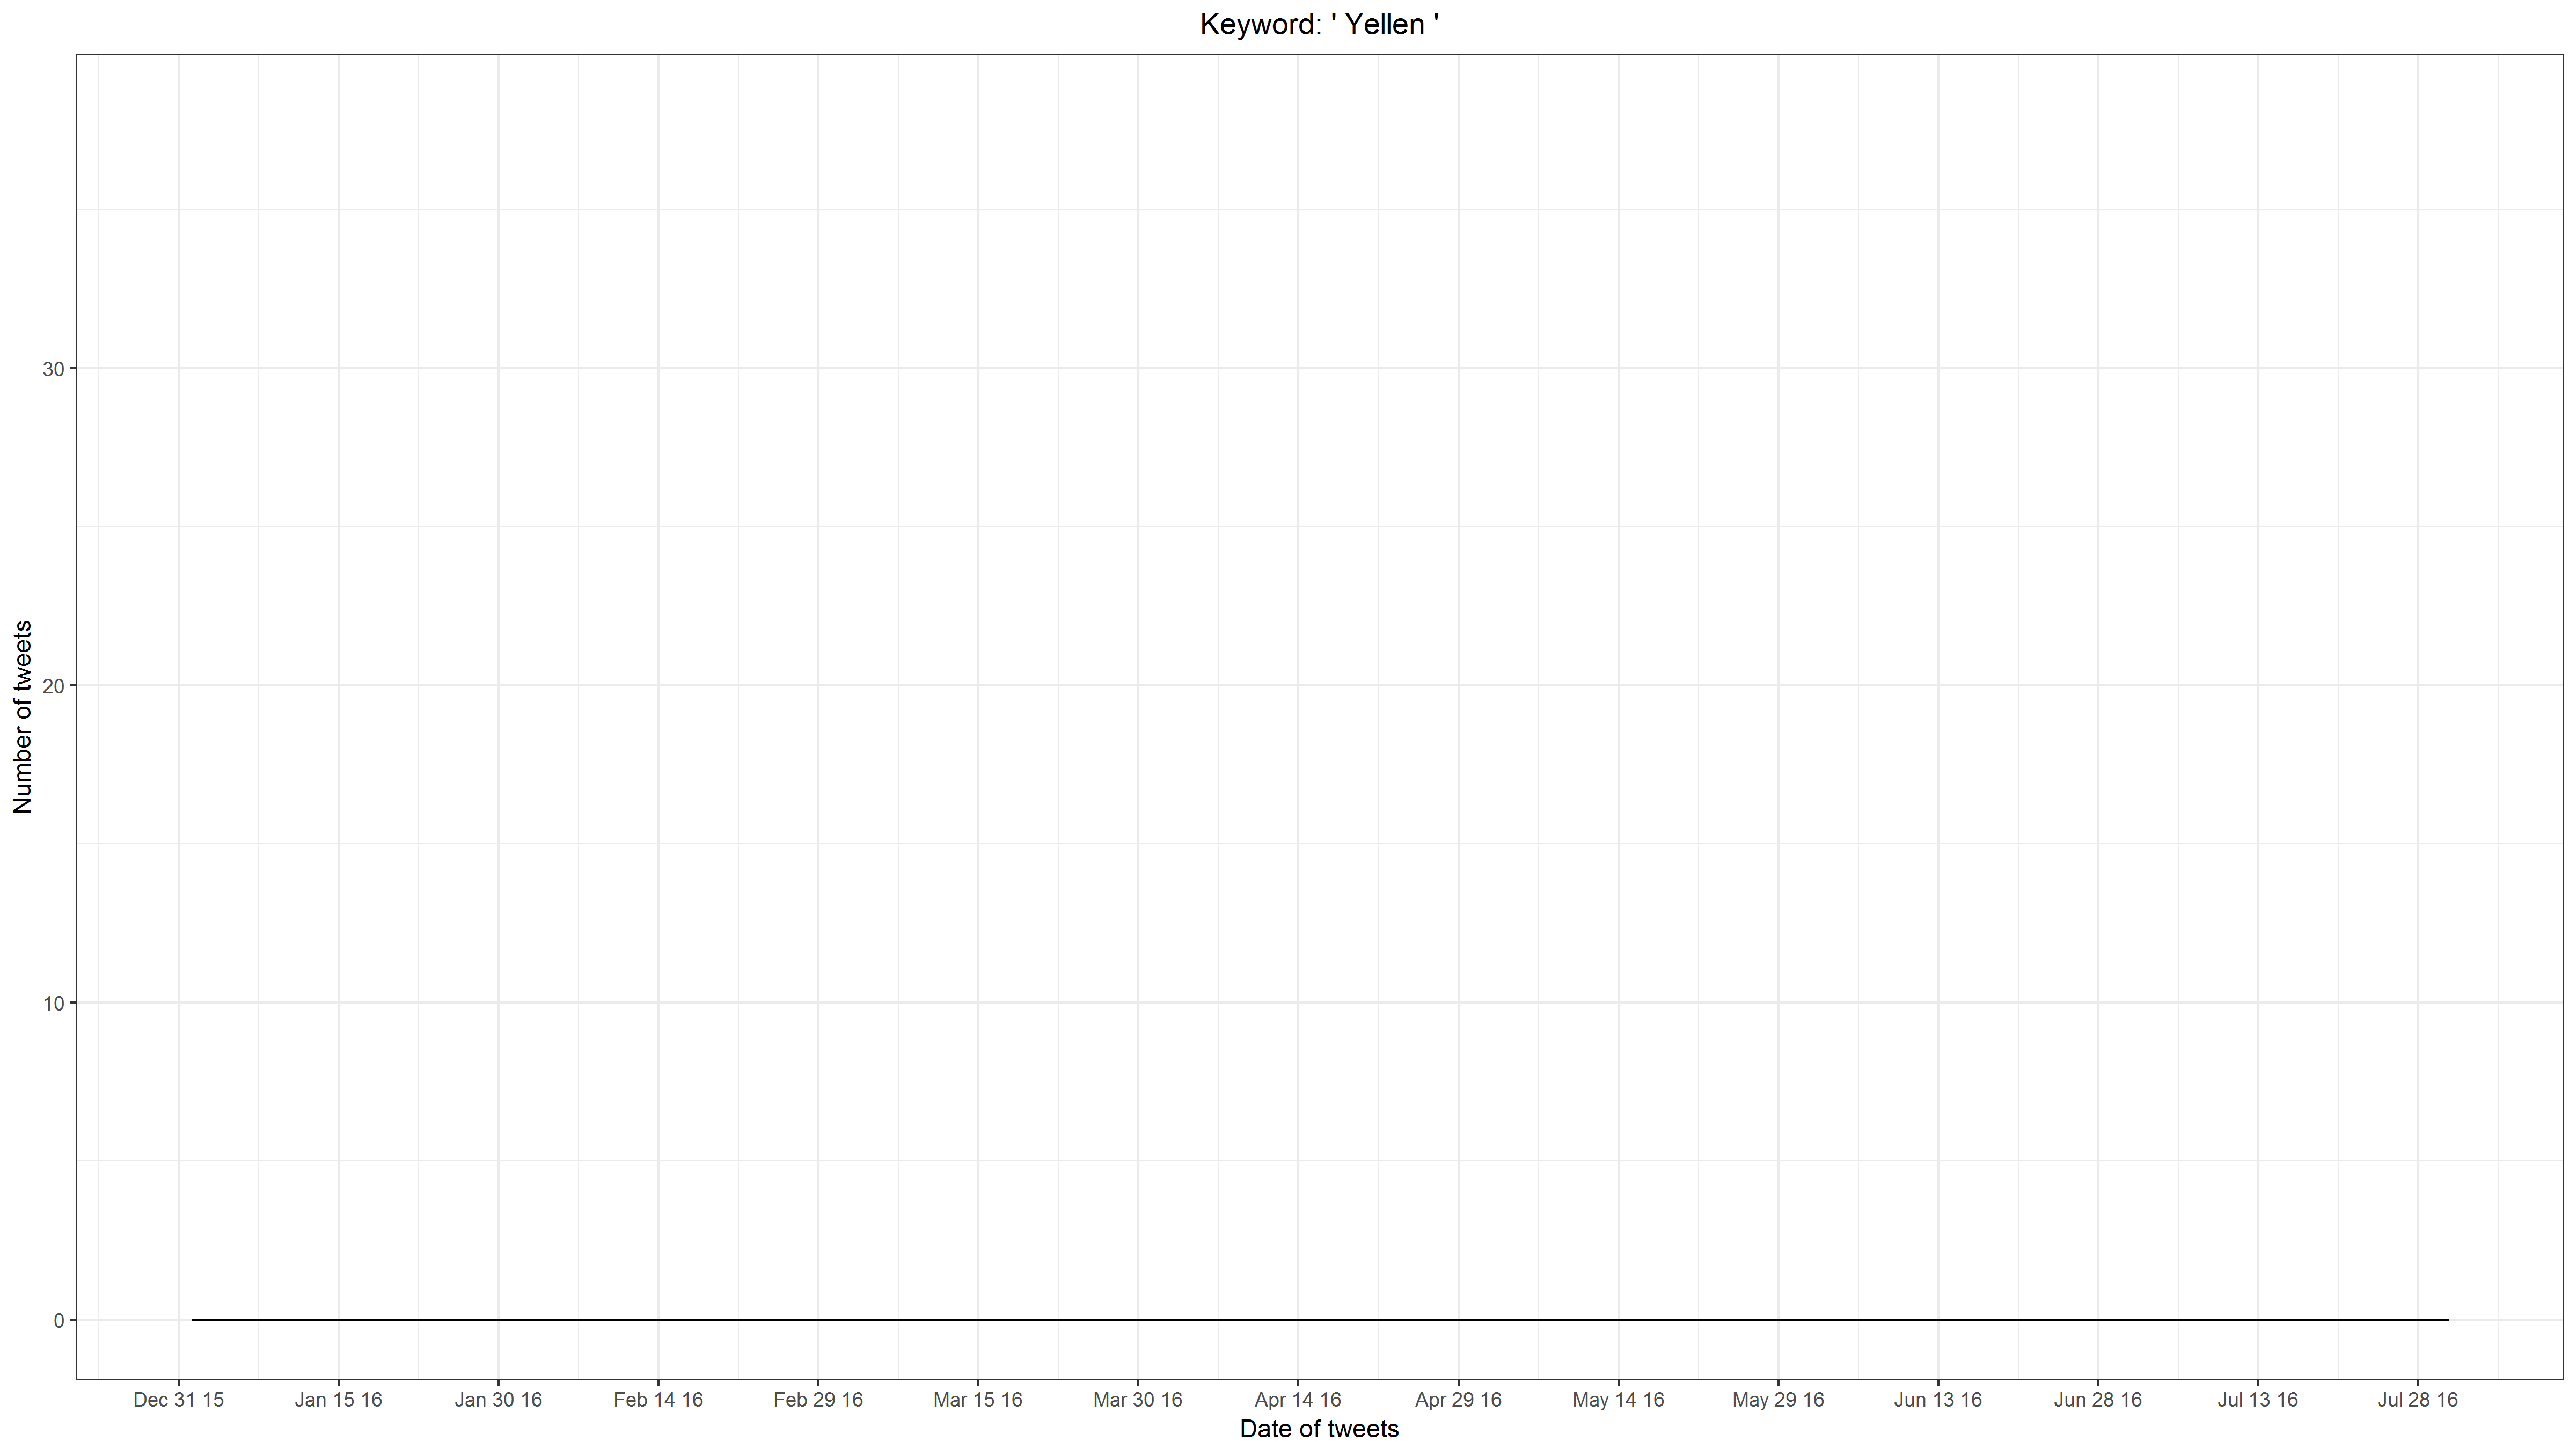 Keyword: ' Yellen '
Number of tweets
30
20
10
0
Dec 31 15 Jan 15 16 Jan 30 16 Feb 14 16 Feb 29 16 Mar 15 16 Mar 30 16 Apr 14 16 Apr 29 16 May 14 16 May 29 16 Jun 13 16 Jun 28 16 Jul 13 16 Jul 28 16
Date of tweets